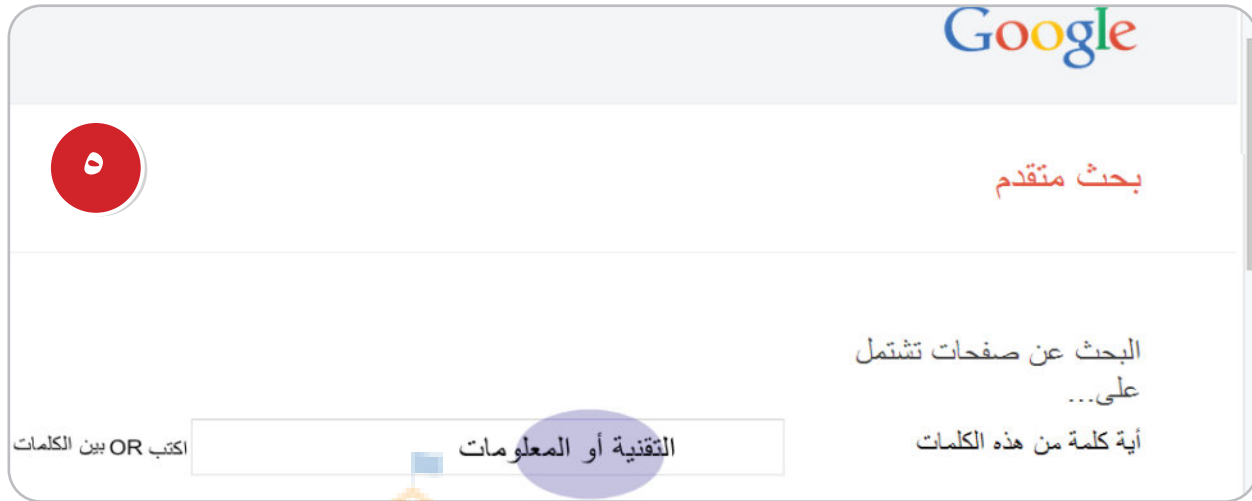 Google
٥
بحث متقدم
البحث عن صفحات تشتمل
على...
أية كلمة من هذه الكلمات
التقنية أو المعلومات
اكتب OR بين الكلمات